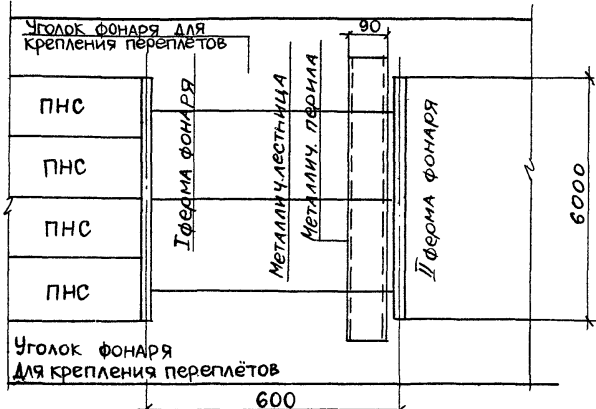 Уголок фонаря для
крепления переплётов
90
ПНС
ПНС
ПНС
ПНС
I ферма фонаря
Металлич. лестница
Металлич. перила
II ферма фонаря
6000
Уголок фонаря
Для крепления переплётов
600